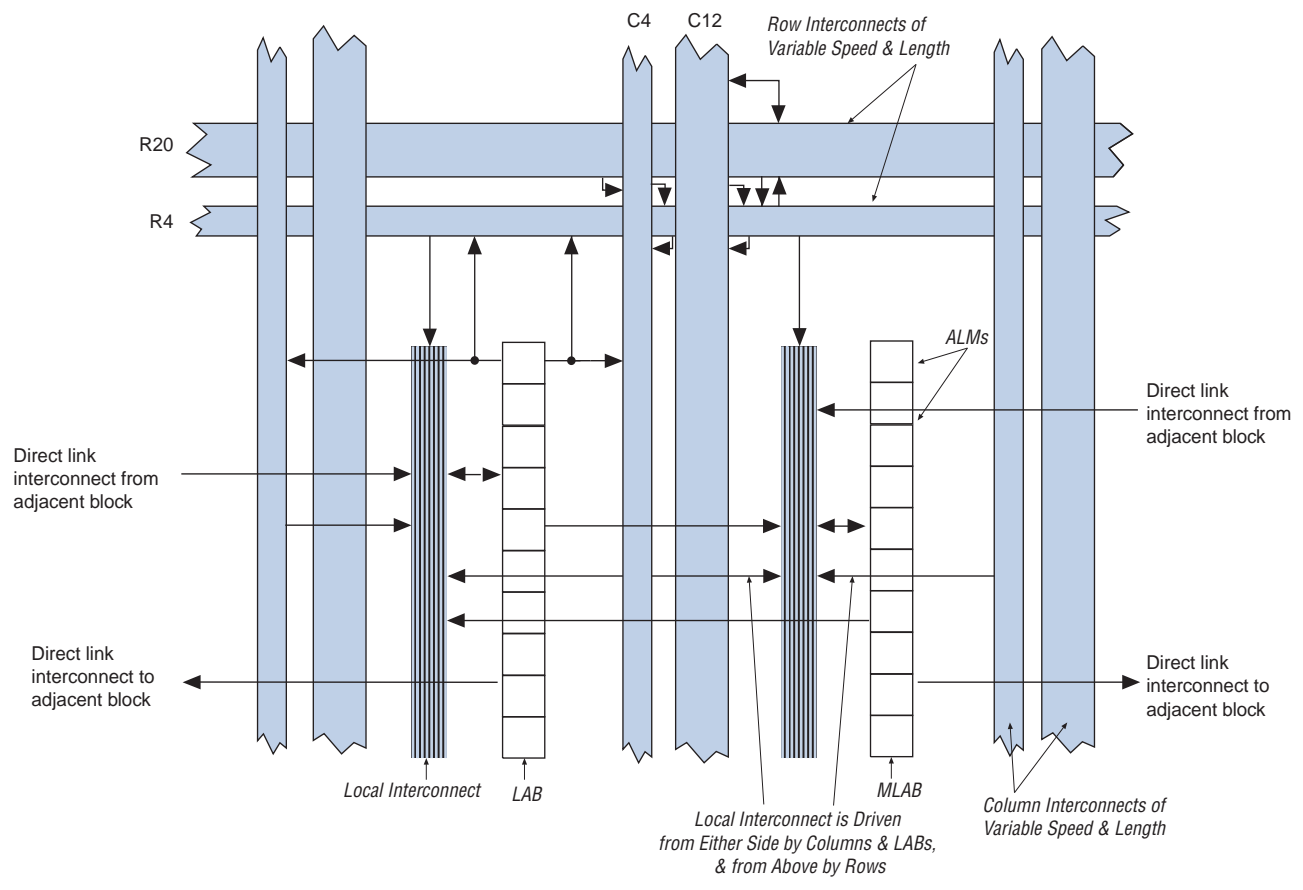 C4
C12
Row Interconnects of
Variable Speed & Length
R20
R4
ALMs
Direct link
interconnect from
adjacent block
Direct link
interconnect from
adjacent block
Direct link
interconnect to
adjacent block
Direct link
interconnect to
adjacent block
Local Interconnect
LAB
MLAB
Local Interconnect is Driven
from Either Side by Columns & LABs,
& from Above by Rows
Column Interconnects of
Variable Speed & Length